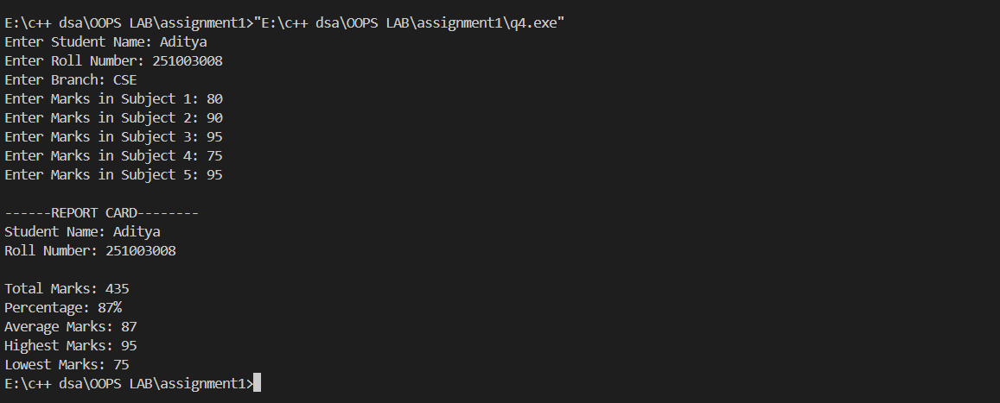 E:\c++ dsa\OOPS LAB\assignment1>"E:\c++ dsa\OOPS LAB\assignment1\q4.exe"
Enter Student Name: Aditya
Enter Roll Number: 251003008
Enter Branch: CSE
Enter Marks in Subject 1: 80
Enter Marks in Subject 2: 90
Enter Marks in Subject 3: 95
Enter Marks in Subject 4: 75
Enter Marks in Subject 5: 95
------REPORT CARD--------
Student Name: Aditya
Roll Number: 251003008
Total Marks: 435
Percentage: 87%
Average Marks: 87
Highest Marks: 95
Lowest Marks: 75
E:\c++ dsa\OOPS LAB\assignment1>